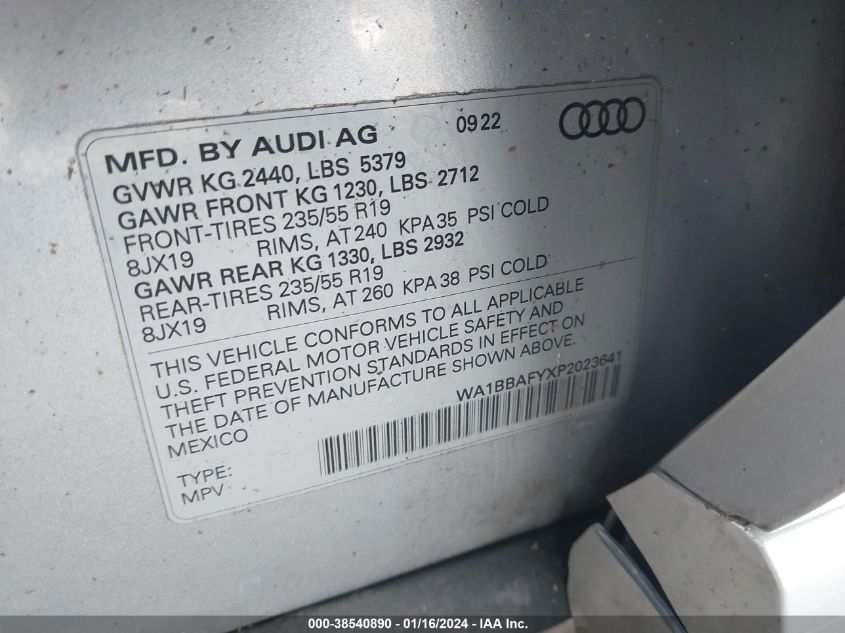 MFD. BY AUDI AG 09 22
GVWR KG 2440, LBS 5379
GAWR FRONT KG 1230, LBS 2712
FRONT-TIRES 235/55 R19
8JX19 RIMS, AT 240 KPA 35 PSI COLD
GAWR REAR KG 1330, LBS 2932
REAR-TIRES 235/55 R19
8JX19 RIMS, AT 260 KPA 38 PSI COLD
THIS VEHICLE CONFORMS TO ALL APPLICABLE
U.S. FEDERAL MOTOR VEHICLE SAFETY AND
THEFT PREVENTION STANDARDS IN EFFECT ON
THE DATE OF MANUFACTURE SHOWN ABOVE.
MEXICO WA1BBAFYXP2023641
TYPE:
MPV
000-38540890 - 01/16/2024 - © IAA Inc.